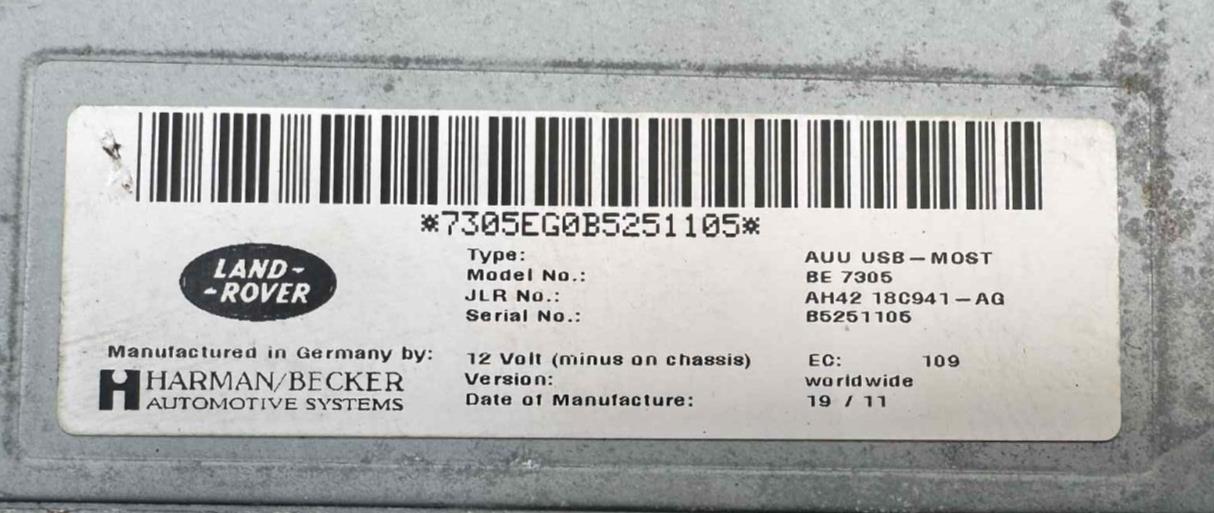 *7305EG0B5251105*
LAND-
-ROVER
Type: AUU USB-MOST
Model No.: BE 7305
JLR No.: AH42 18C941-AG
Serial No.: B5251105
Manufactured in Germany by:
HARMAN/BECKER
AUTOMOTIVE SYSTEMS
12 Volt (minus on chassis) EC: 109
Version: worldwide
Date of Manufacture: 19 / 11